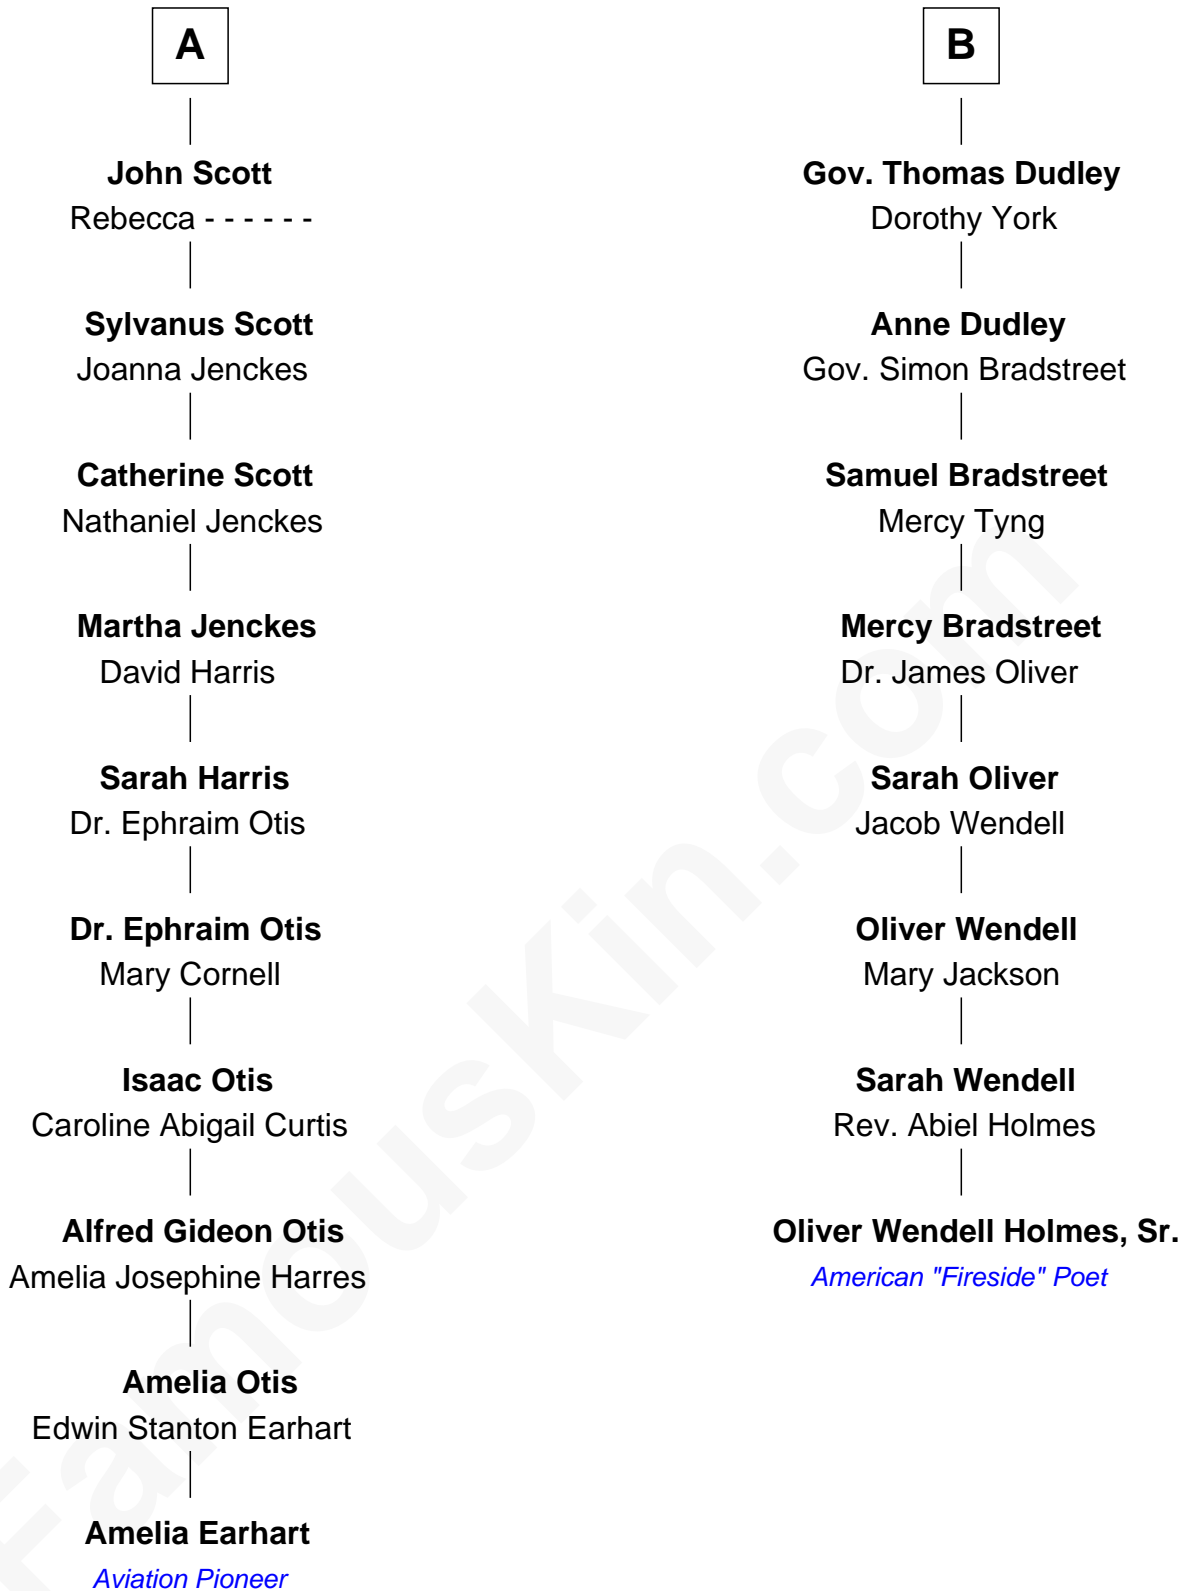 A
John Scott
Rebecca - - - - - -
Sylvanus Scott
Joanna Jenckes
Catherine Scott
Nathaniel Jenckes
Martha Jenckes
David Harris
Sarah Harris
Dr. Ephraim Otis
Dr. Ephraim Otis
Mary Cornell
Isaac Otis
Caroline Abigail Curtis
Alfred Gideon Otis
Amelia Josephine Harres
Amelia Otis
Edwin Stanton Earhart
Amelia Earhart
Aviation Pioneer
B
Gov. Thomas Dudley
Dorothy York
Anne Dudley
Gov. Simon Bradstreet
Samuel Bradstreet
Mercy Tyng
Mercy Bradstreet
Dr. James Oliver
Sarah Oliver
Jacob Wendell
Oliver Wendell
Mary Jackson
Sarah Wendell
Rev. Abiel Holmes
Oliver Wendell Holmes, Sr.
American "Fireside" Poet
FamousKin.com